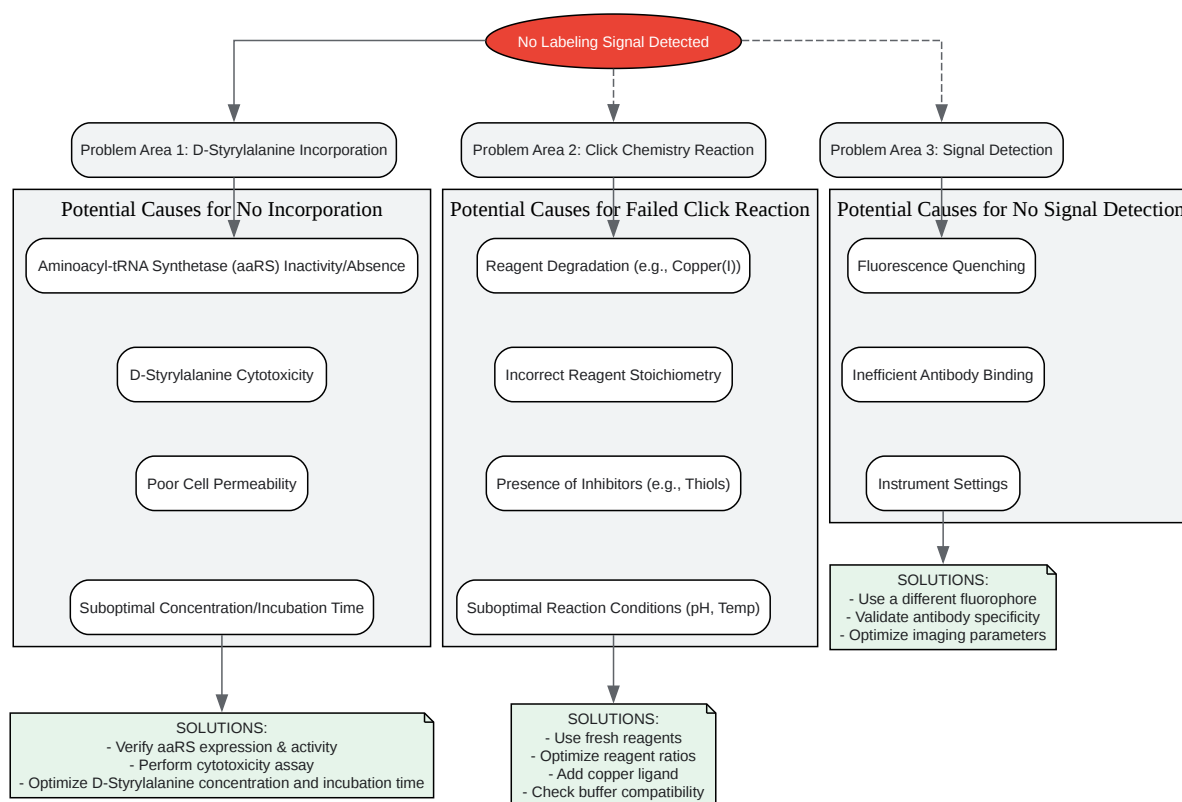 No Labeling Signal Detected
Problem Area 1: D-Styrylalanine Incorporation
Problem Area 2: Click Chemistry Reaction
Problem Area 3: Signal Detection
Potential Causes for No Incorporation
Aminoacyl-tRNA Synthetase (aaRS) Inactivity/Absence
D-Styrylalanine Cytotoxicity
Poor Cell Permeability
Suboptimal Concentration/Incubation Time
SOLUTIONS:
- Verify aaRS expression & activity
- Perform cytotoxicity assay
- Optimize D-Styrylalanine concentration and incubation time
Potential Causes for Failed Click Reaction
Reagent Degradation (e.g., Copper(I))
Incorrect Reagent Stoichiometry
Presence of Inhibitors (e.g., Thiols)
Suboptimal Reaction Conditions (pH, Temp)
SOLUTIONS:
- Use fresh reagents
- Optimize reagent ratios
- Add copper ligand
- Check buffer compatibility
Potential Causes for No Signal Detection
Fluorescence Quenching
Inefficient Antibody Binding
Instrument Settings
SOLUTIONS:
- Use a different fluorophore
- Validate antibody specificity
- Optimize imaging parameters